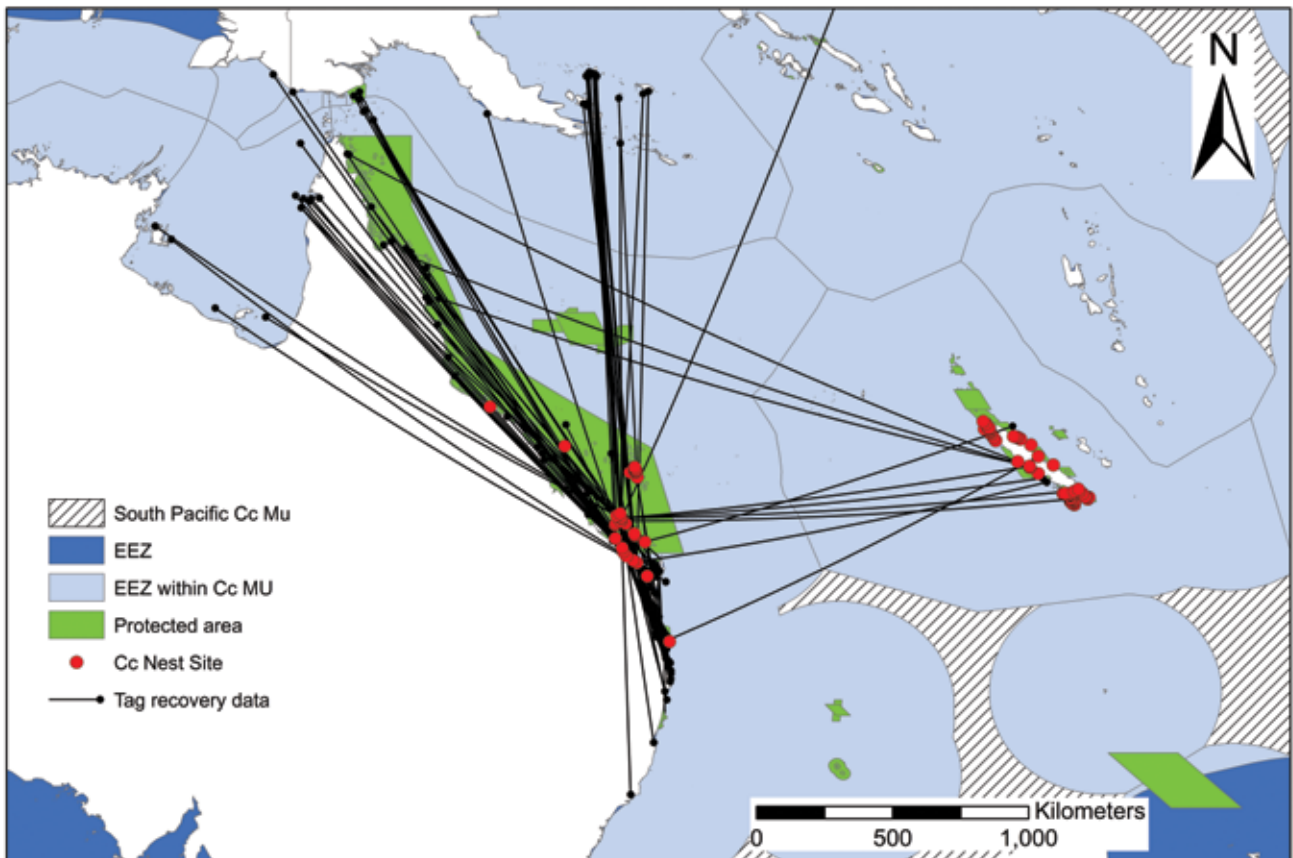 N
South Pacific Cc Mu
EEZ
EEZ within Cc MU
Protected area
Cc Nest Site
Tag recovery data
Kilometers
0 500 1,000